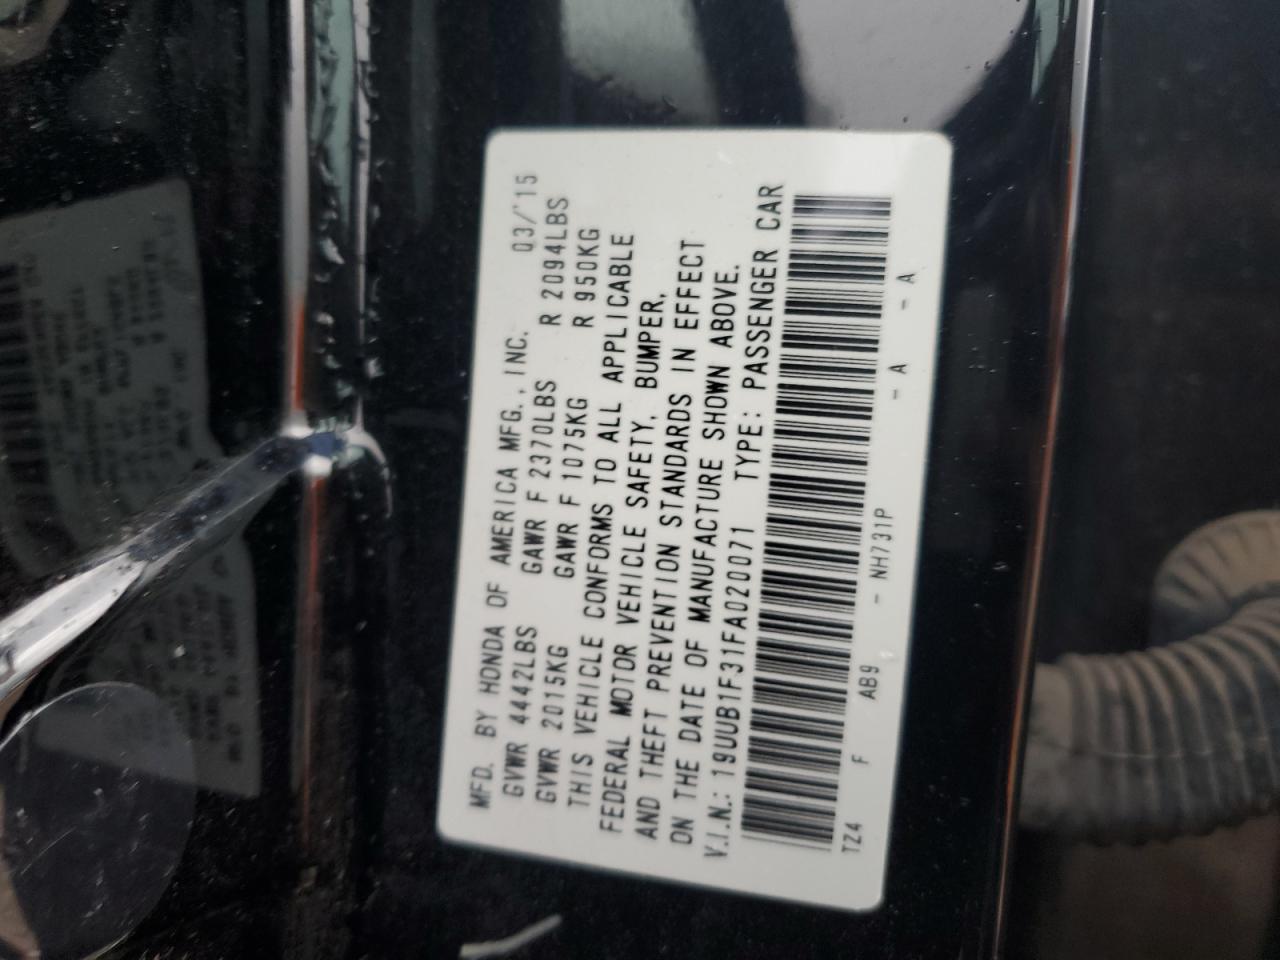 MFD. BY HONDA OF AMERICA MFG., INC. 03/'15
GVWR 4442LBS GAWR F 2370LBS R 2094LBS
GVWR 2015KG GAWR F 1075KG R 950KG
THIS VEHICLE CONFORMS TO ALL APPLICABLE
FEDERAL MOTOR VEHICLE SAFETY, BUMPER,
AND THEFT PREVENTION STANDARDS IN EFFECT
ON THE DATE OF MANUFACTURE SHOWN ABOVE.
V.I.N.: 19UUB1F31FA020071 TYPE: PASSENGER CAR
TZ4 F AB9 - NH731P - A - A